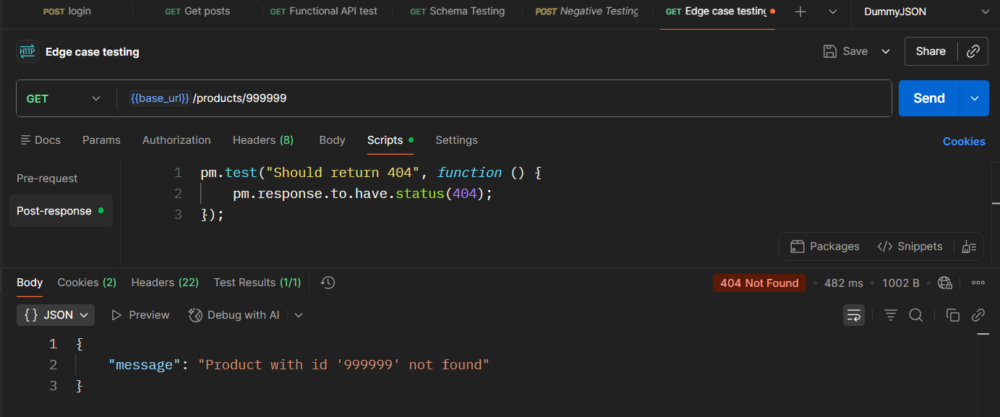 POST login GET Get posts GET Functional API test GET Schema Testing POST Negative Testing GET Edge case testing DummyJSON
HTTP Edge case testing Save Share
GET {{base_url}} /products/999999 Send
Docs Params Authorization Headers (8) Body Scripts Settings Cookies
Pre-request
Post-response
1 pm.test("Should return 404", function () {
2 pm.response.to.have.status(404);
3 });
Packages </> Snippets
Body Cookies (2) Headers (22) Test Results (1/1) 404 Not Found • 482 ms • 1002 B
{} JSON Preview Debug with AI
1 {
2 "message": "Product with id '999999' not found"
3 }